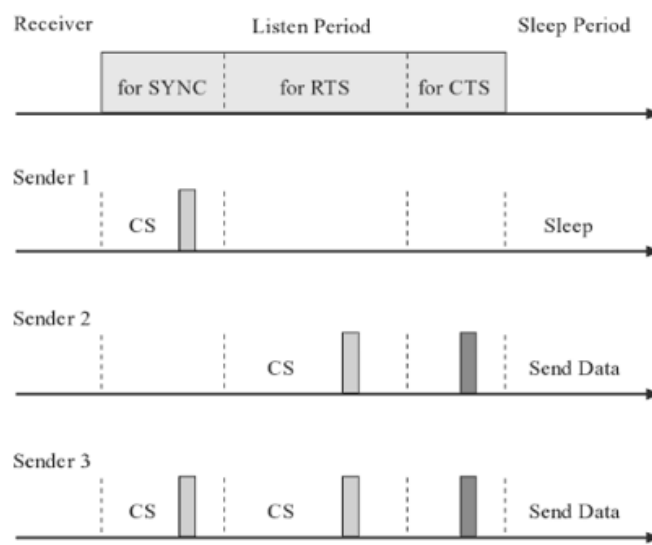 Receiver Listen Period Sleep Period
for SYNC for RTS for CTS
Sender 1
CS Sleep
Sender 2
CS Send Data
Sender 3
CS CS Send Data